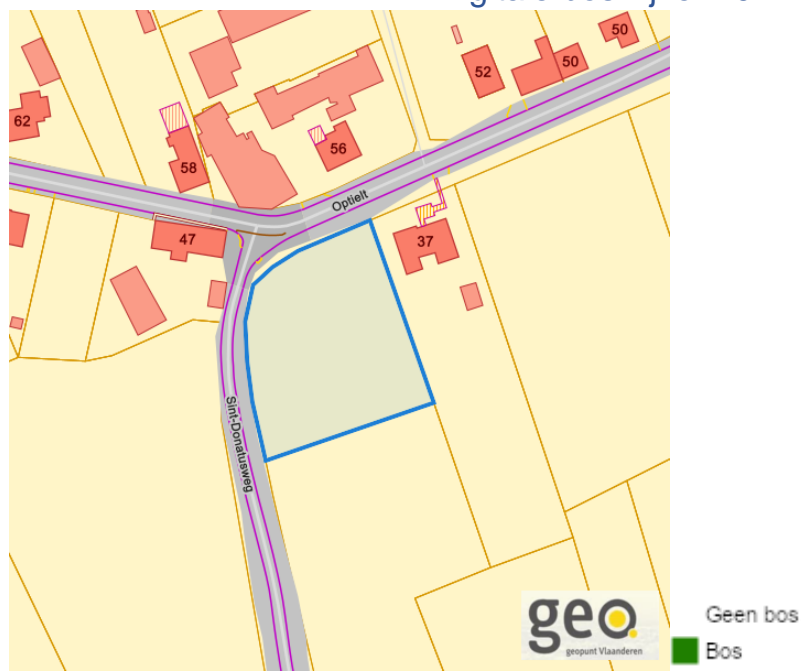 50
50
52
62
58
56
Optielt
47
37
Sint-Donatusweg
geo.
geopunt Vlaanderen
Geen bos
Bos